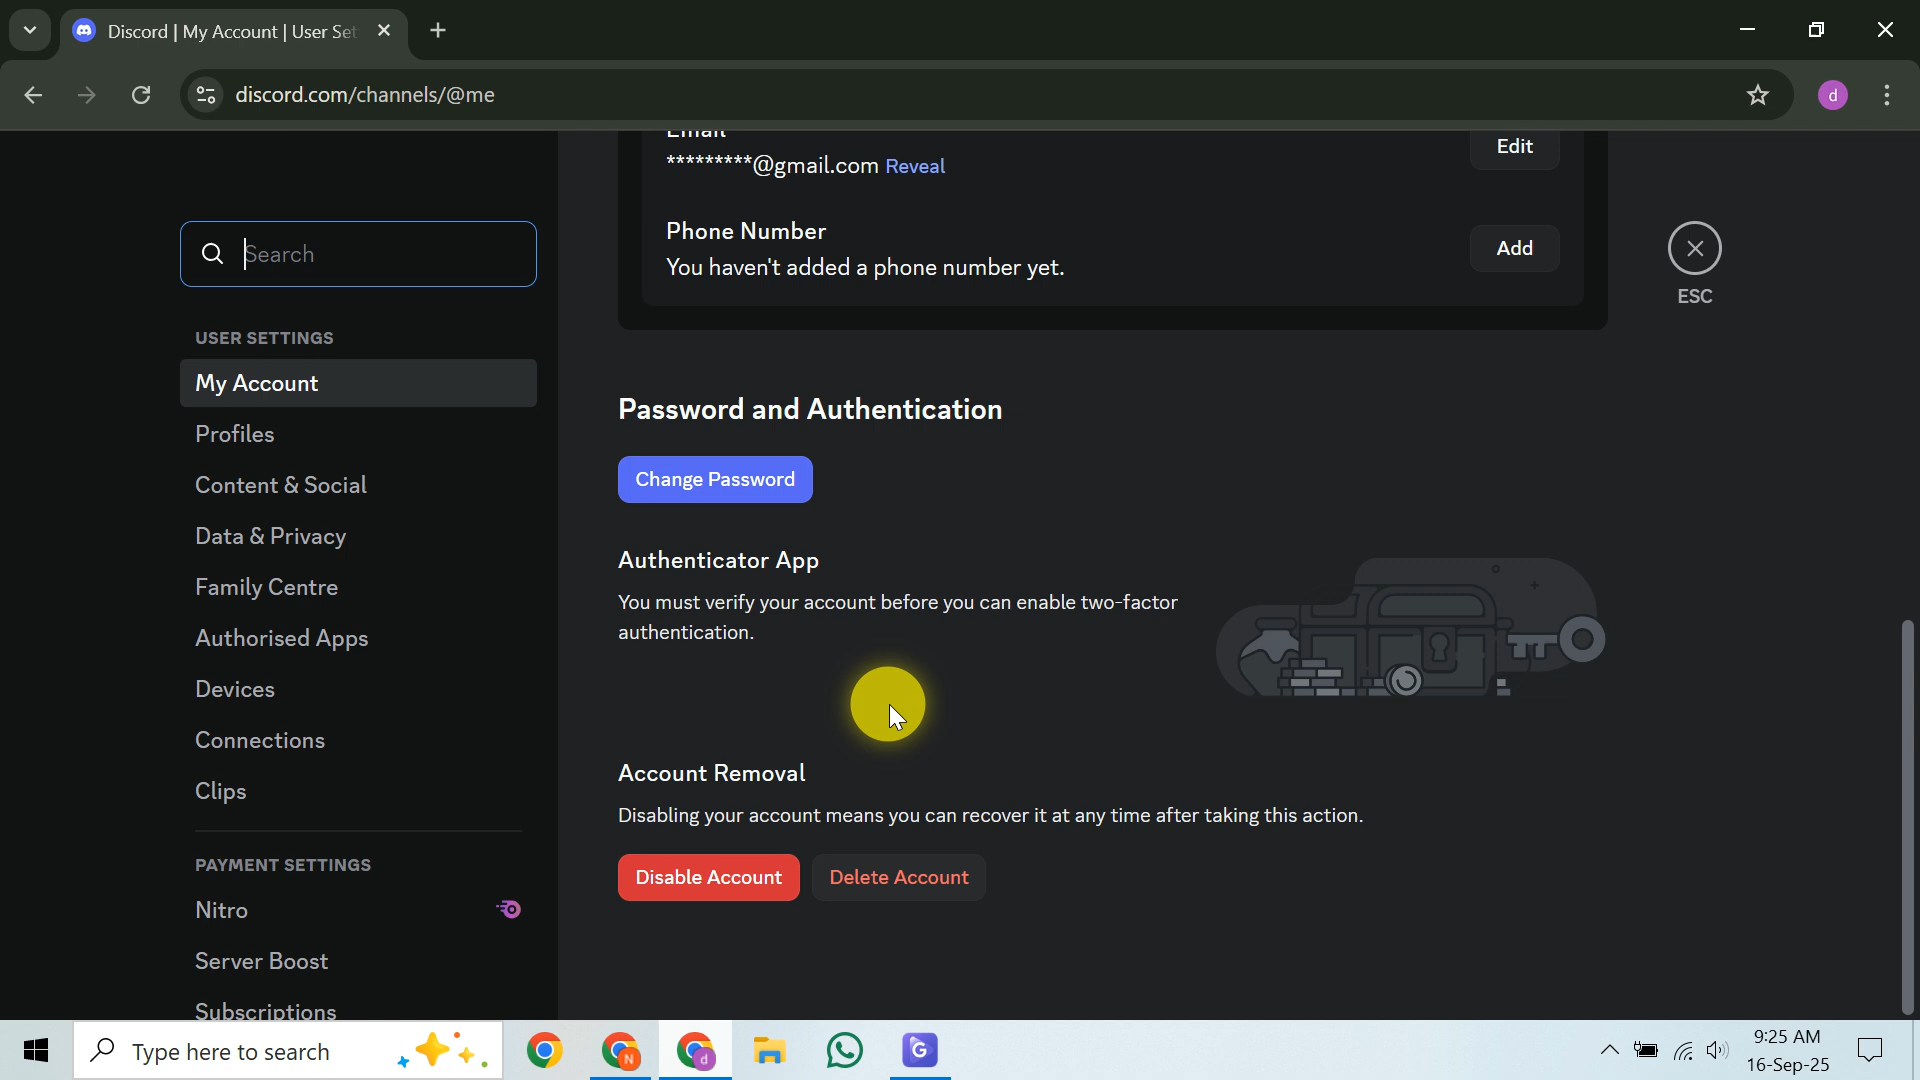 Discord | My Account | User Set
discord.com/channels/@me
d
Email
*********@gmail.com Reveal
Edit
Phone Number
You haven't added a phone number yet.
Add
ESC
Search
USER SETTINGS
My Account
Profiles
Content & Social
Data & Privacy
Family Centre
Authorised Apps
Devices
Connections
Clips
PAYMENT SETTINGS
Nitro
Server Boost
Subscriptions
Password and Authentication
Change Password
Authenticator App
You must verify your account before you can enable two-factor
authentication.
Account Removal
Disabling your account means you can recover it at any time after taking this action.
Disable Account Delete Account
Type here to search
N
d
G
9:25 AM
16-Sep-25